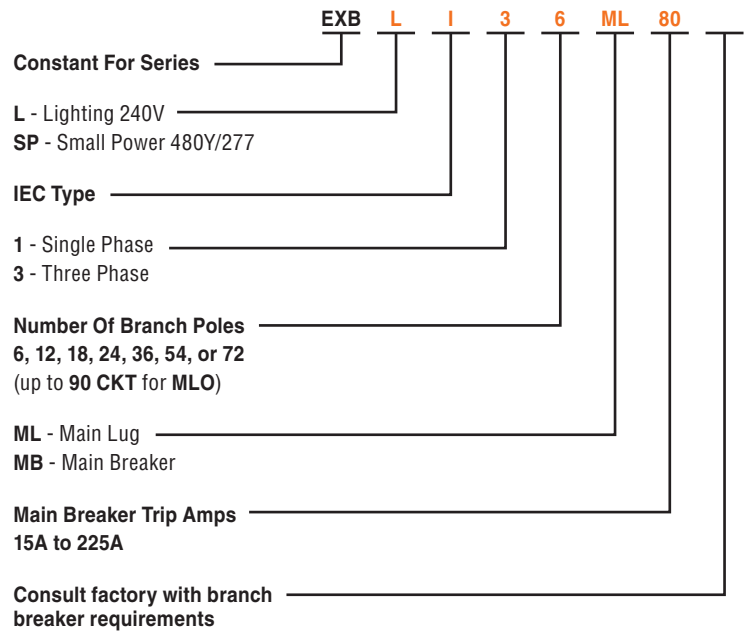 EXB L I 3 6 ML 80
Constant For Series
L - Lighting 240V
SP - Small Power 480Y/277
IEC Type
1 - Single Phase
3 - Three Phase
Number Of Branch Poles
6, 12, 18, 24, 36, 54, or 72
(up to 90 CKT for MLO)
ML - Main Lug
MB - Main Breaker
Main Breaker Trip Amps
15A to 225A
Consult factory with branch
breaker requirements